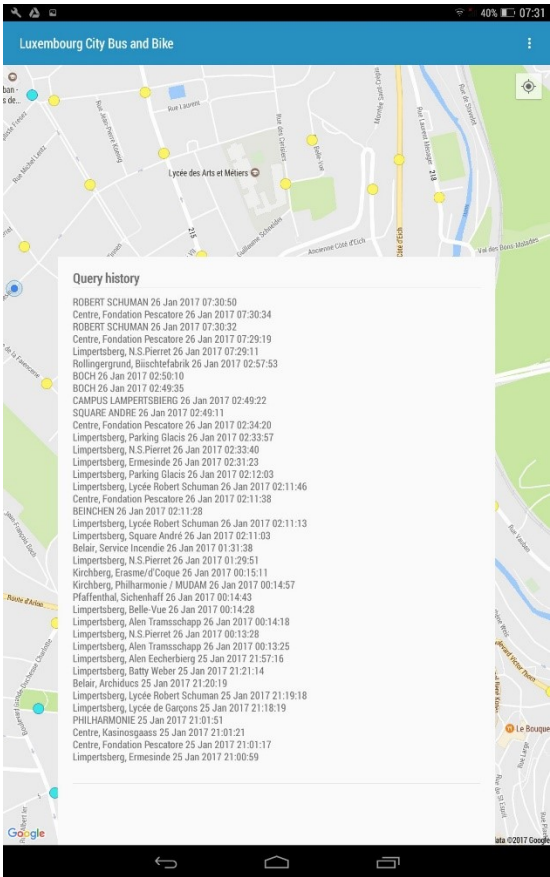 40% 07:31
Luxembourg City Bus and Bike
Rue Laurent
Lycée des Arts et Métiers
215
218
Ancienne Côte d'Eich
Côte d'Eich
Val des Bons-Malades
Query history
ROBERT SCHUMAN 26 Jan 2017 07:30:50
Centre, Fondation Pescatore 26 Jan 2017 07:30:34
ROBERT SCHUMAN 26 Jan 2017 07:30:32
Centre, Fondation Pescatore 26 Jan 2017 07:29:19
Limpertsberg, N.S.Pierret 26 Jan 2017 07:29:11
Rollingergrund, Biischtefabrik 26 Jan 2017 02:57:53
BOCH 26 Jan 2017 02:50:10
BOCH 26 Jan 2017 02:49:35
CAMPUS LAMPERTSBIERG 26 Jan 2017 02:49:22
SQUARE ANDRE 26 Jan 2017 02:49:11
Centre, Fondation Pescatore 26 Jan 2017 02:34:20
Limpertsberg, Parking Glacis 26 Jan 2017 02:33:57
Limpertsberg, N.S.Pierret 26 Jan 2017 02:33:40
Limpertsberg, Ermesinde 26 Jan 2017 02:31:23
Limpertsberg, Parking Glacis 26 Jan 2017 02:12:03
Limpertsberg, Lycée Robert Schuman 26 Jan 2017 02:11:46
Centre, Fondation Pescatore 26 Jan 2017 02:11:38
BEINCHEN 26 Jan 2017 02:11:28
Limpertsberg, Lycée Robert Schuman 26 Jan 2017 02:11:13
Limpertsberg, Square André 26 Jan 2017 02:11:03
Belair, Service Incendie 26 Jan 2017 01:31:38
Limpertsberg, N.S.Pierret 26 Jan 2017 01:29:51
Kirchberg, Erasme/d'Coque 26 Jan 2017 00:15:11
Kirchberg, Philharmonie / MUDAM 26 Jan 2017 00:14:57
Pfaffenthal, Sichenhaff 26 Jan 2017 00:14:43
Limpertsberg, Belle-Vue 26 Jan 2017 00:14:28
Limpertsberg, Alen Tramsschapp 26 Jan 2017 00:14:18
Limpertsberg, N.S.Pierret 26 Jan 2017 00:13:28
Limpertsberg, Alen Tramsschapp 26 Jan 2017 00:13:25
Limpertsberg, Alen Eecherbierg 25 Jan 2017 21:57:16
Limpertsberg, Batty Weber 25 Jan 2017 21:21:14
Belair, Archiducs 25 Jan 2017 21:20:19
Limpertsberg, Lycée Robert Schuman 25 Jan 2017 21:19:18
Limpertsberg, Lycée de Garçons 25 Jan 2017 21:18:19
PHILHARMONIE 25 Jan 2017 21:01:51
Centre, Kasinosgaass 25 Jan 2017 21:01:21
Centre, Fondation Pescatore 25 Jan 2017 21:01:17
Limpertsberg, Ermesinde 25 Jan 2017 21:00:59
Route d'Arlon
Le Bouque
Google
ata ©2017 Google